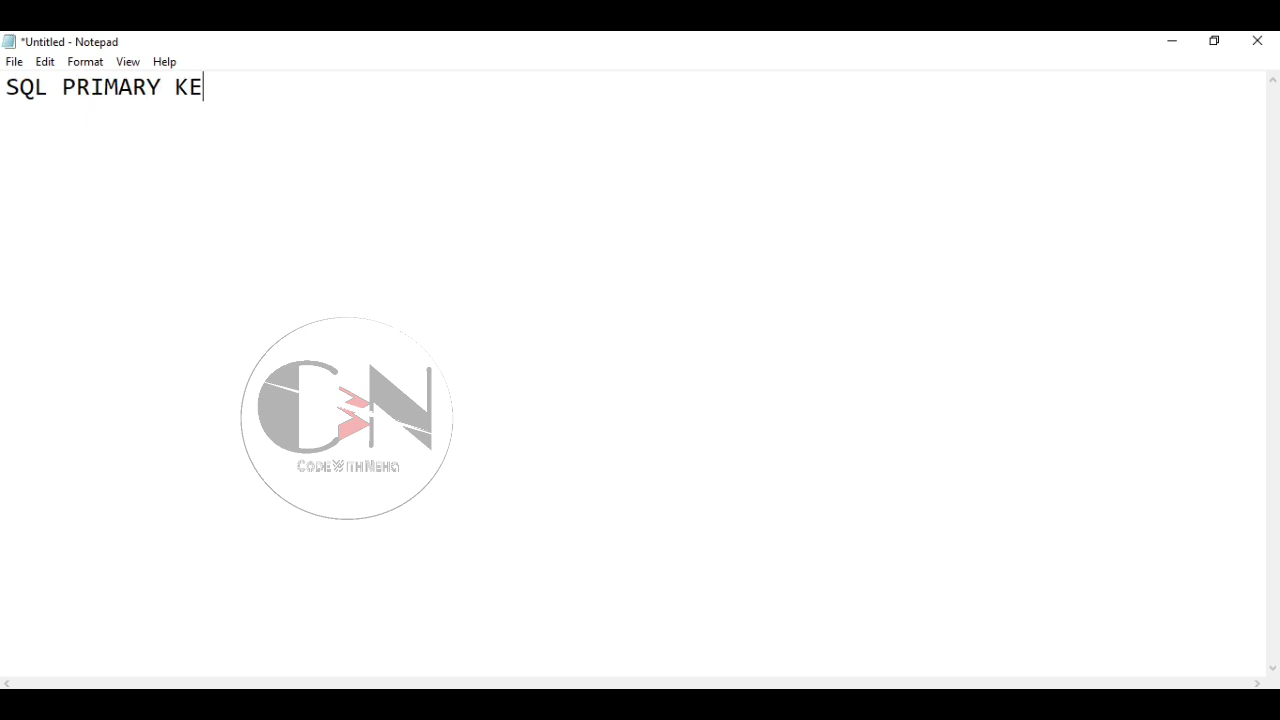 *Untitled - Notepad
File Edit Format View Help
SQL PRIMARY KE
CODEWITHNEHA